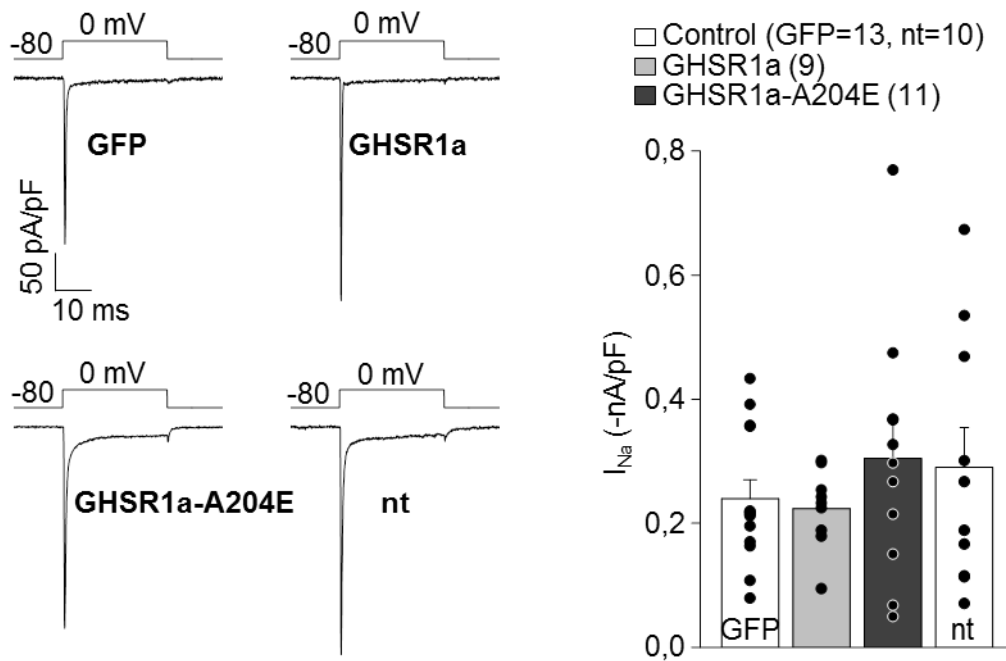 0 mV
-80
GFP
0 mV
-80
GHSR1a
50 pA/pF
10 ms
0 mV
-80
GHSR1a-A204E
0 mV
-80
nt
Control (GFP=13, nt=10)
GHSR1a (9)
GHSR1a-A204E (11)
0,8
0,6
0,4
0,2
0,0
I_Na (-nA/pF)
GFP
nt